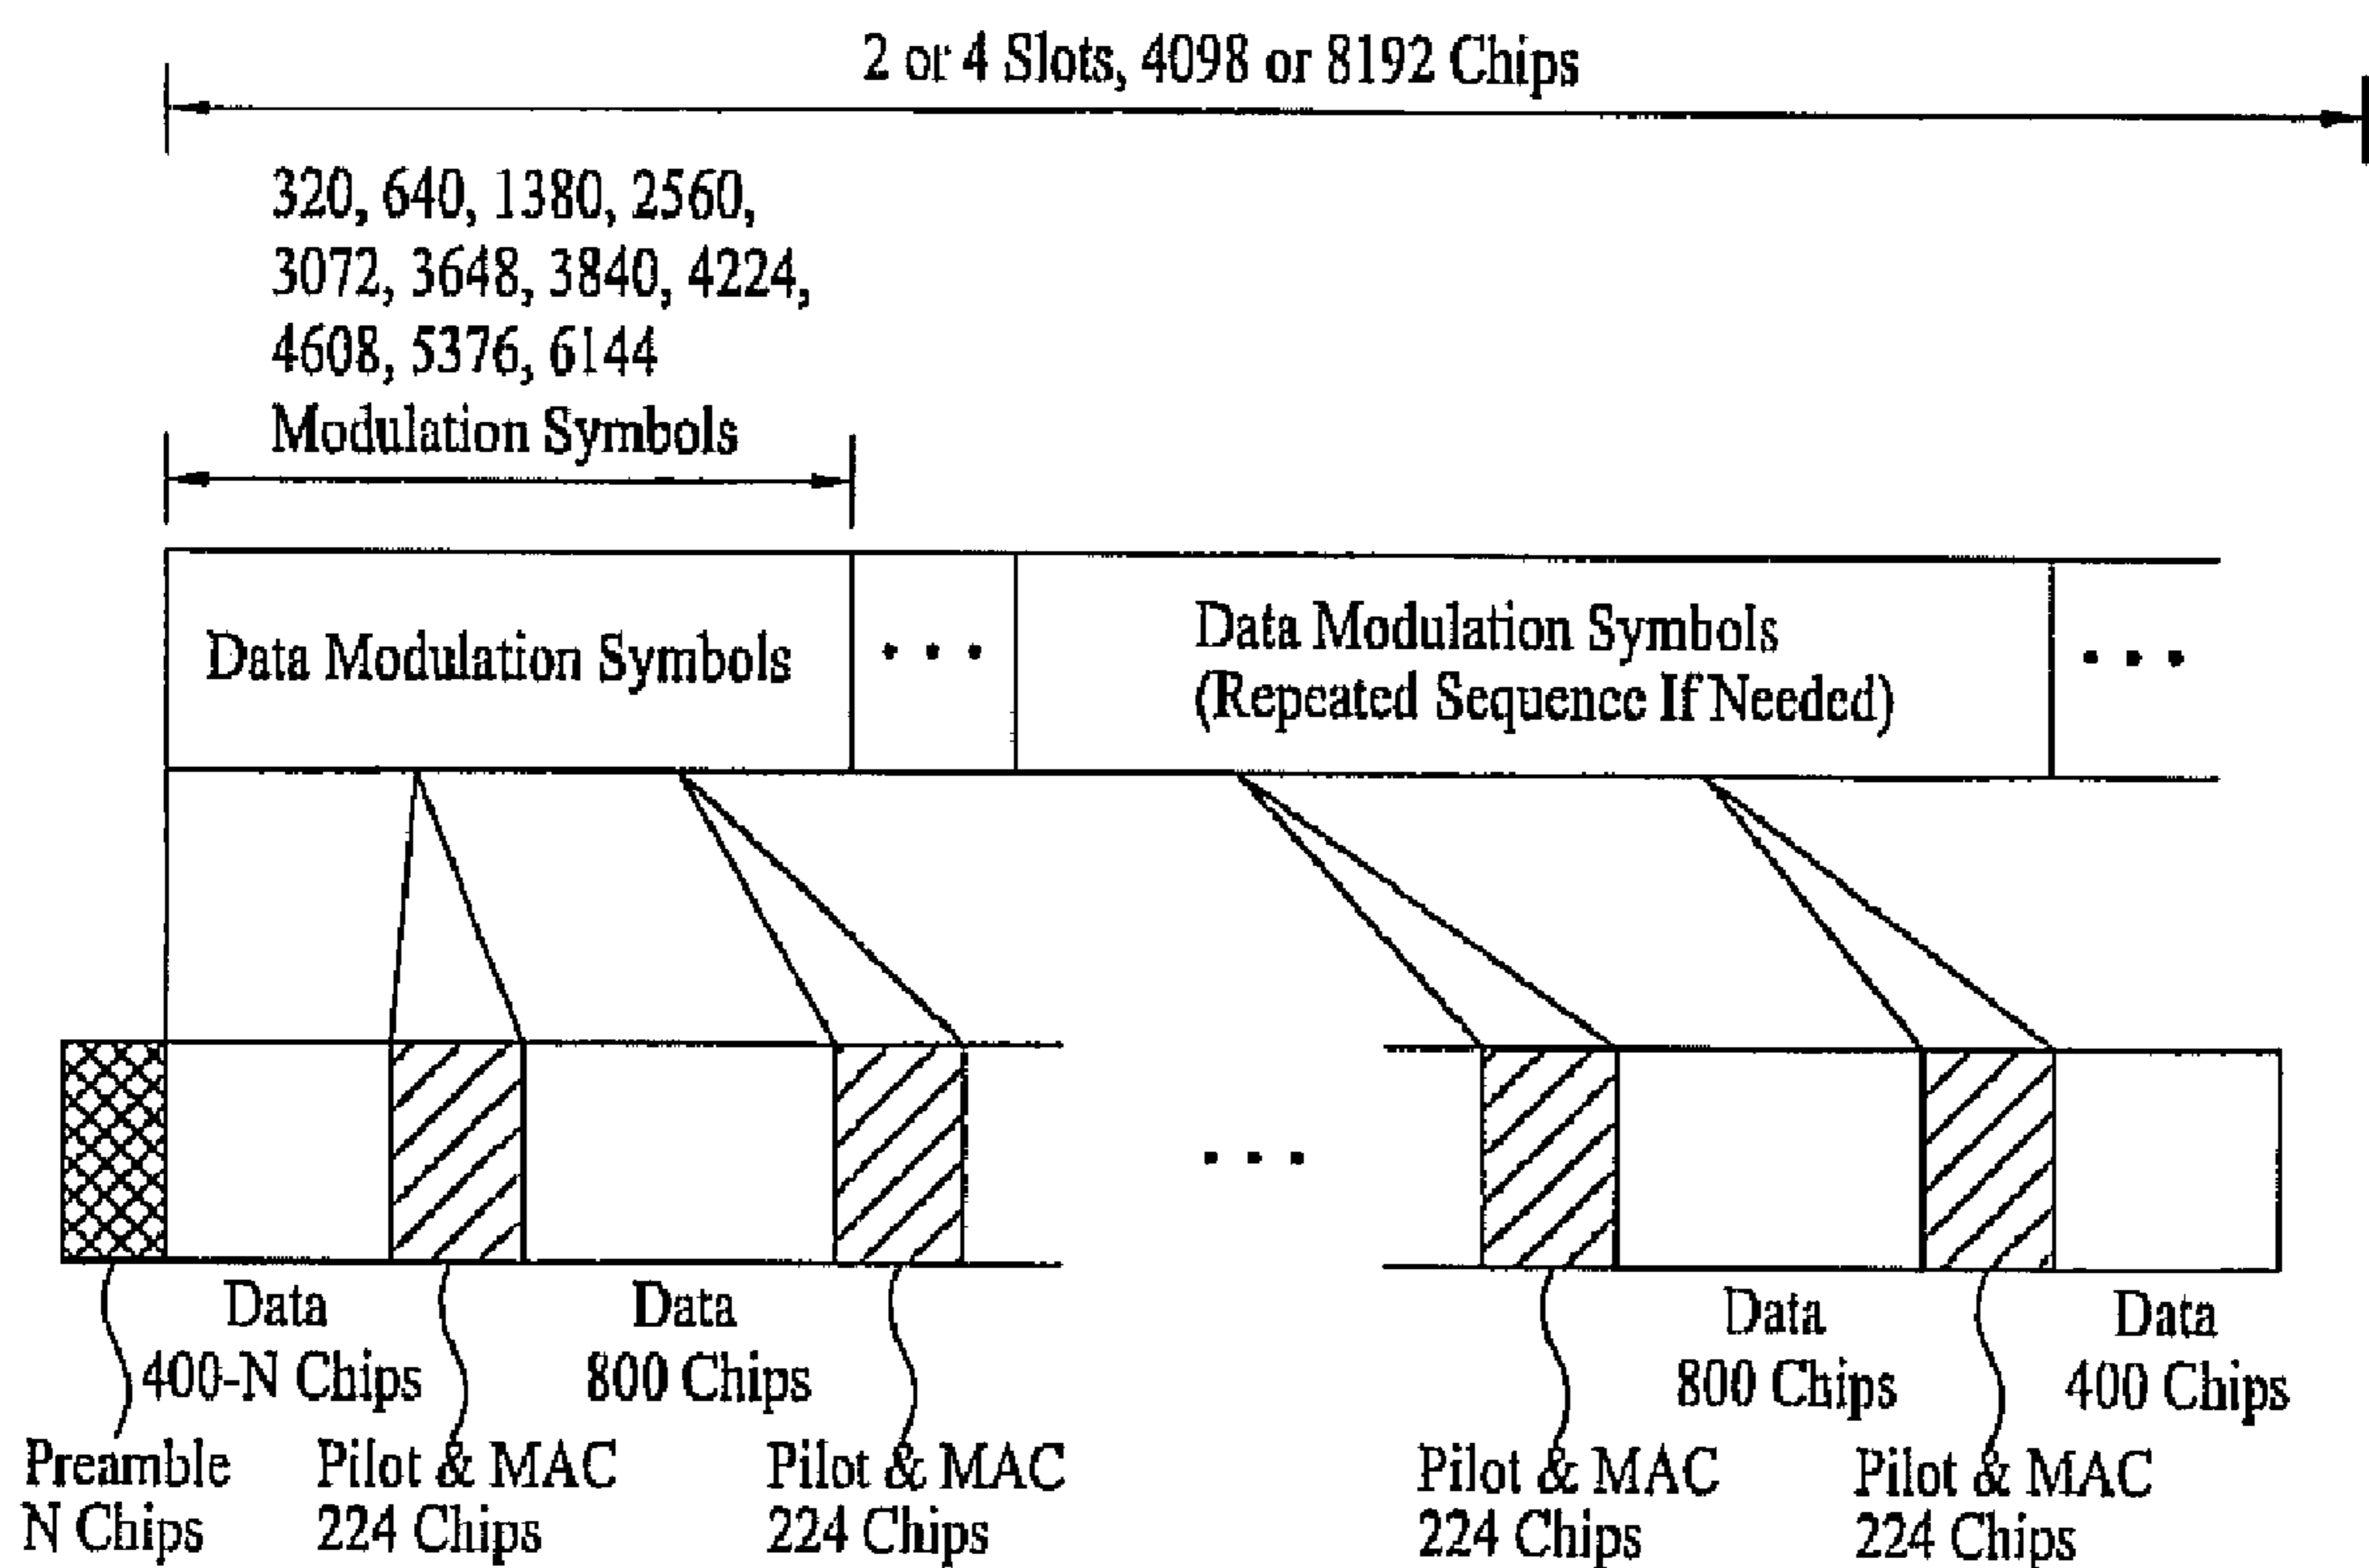 2 or 4 Slots, 4098 or 8192 Chips
320, 640, 1380, 2560,
3072, 3648, 3840, 4224,
4608, 5376, 6144
Modulation Symbols
Data Modulation Symbols
• • •
Data Modulation Symbols
(Repeated Sequence If Needed)
• • •
• • •
Data
400-N Chips
Data
800 Chips
Data
800 Chips
Data
400 Chips
Preamble
N Chips
Pilot & MAC
224 Chips
Pilot & MAC
224 Chips
Pilot & MAC
224 Chips
Pilot & MAC
224 Chips